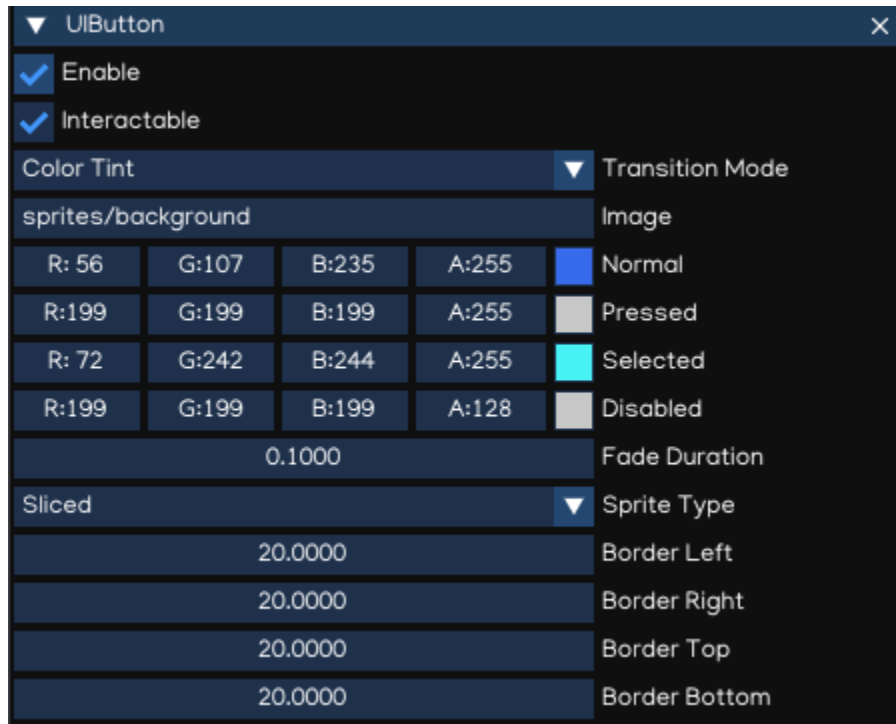 UIButton
Enable
Interactable
Color Tint Transition Mode
sprites/background Image
R: 56 G:107 B:235 A:255 Normal
R:199 G:199 B:199 A:255 Pressed
R: 72 G:242 B:244 A:255 Selected
R:199 G:199 B:199 A:128 Disabled
0.1000 Fade Duration
Sliced Sprite Type
20.0000 Border Left
20.0000 Border Right
20.0000 Border Top
20.0000 Border Bottom